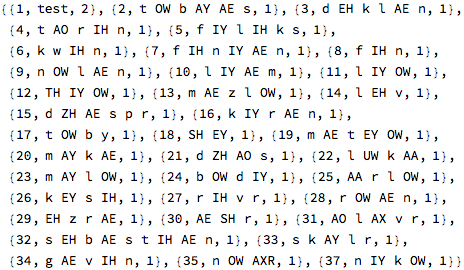 {{1, test, 2}, {2, t OW b AY AE s, 1}, {3, d EH k l AE n, 1},
{4, t AO r IH n, 1}, {5, f IY l IH k s, 1},
{6, k w IH n, 1}, {7, f IH n IY AE n, 1}, {8, f IH n, 1},
{9, n OW l AE n, 1}, {10, l IY AE m, 1}, {11, l IY OW, 1},
{12, TH IY OW, 1}, {13, m AE z l OW, 1}, {14, l EH v, 1},
{15, d ZH AE s p r, 1}, {16, k IY r AE n, 1},
{17, t OW b y, 1}, {18, SH EY, 1}, {19, m AE t EY OW, 1},
{20, m AY k AE, 1}, {21, d ZH AO s, 1}, {22, l UW k AA, 1},
{23, m AY l OW, 1}, {24, b OW d IY, 1}, {25, AA r l OW, 1},
{26, k EY s IH, 1}, {27, r IH v r, 1}, {28, r OW AE n, 1},
{29, EH z r AE, 1}, {30, AE SH r, 1}, {31, AO l AX v r, 1},
{32, s EH b AE s t IH AE n, 1}, {33, s k AY l r, 1},
{34, g AE v IH n, 1}, {35, n OW AXR, 1}, {37, n IY k OW, 1}}